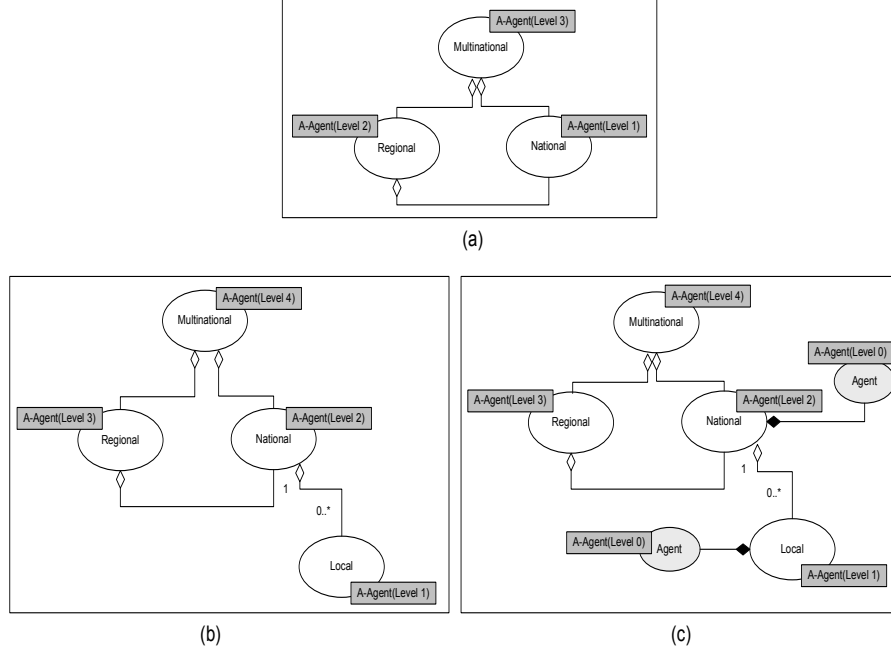 A-Agent(Level 3)
Multinational
A-Agent(Level 2)
A-Agent(Level 1)
Regional
National
(a)
A-Agent(Level 4)
Multinational
A-Agent(Level 3)
A-Agent(Level 2)
Regional
National
1
0..*
Local
A-Agent(Level 1)
(b)
A-Agent(Level 4)
Multinational
A-Agent(Level 0)
Agent
A-Agent(Level 3)
A-Agent(Level 2)
Regional
National
1
0..*
A-Agent(Level 0)
Agent
Local
A-Agent(Level 1)
(c)